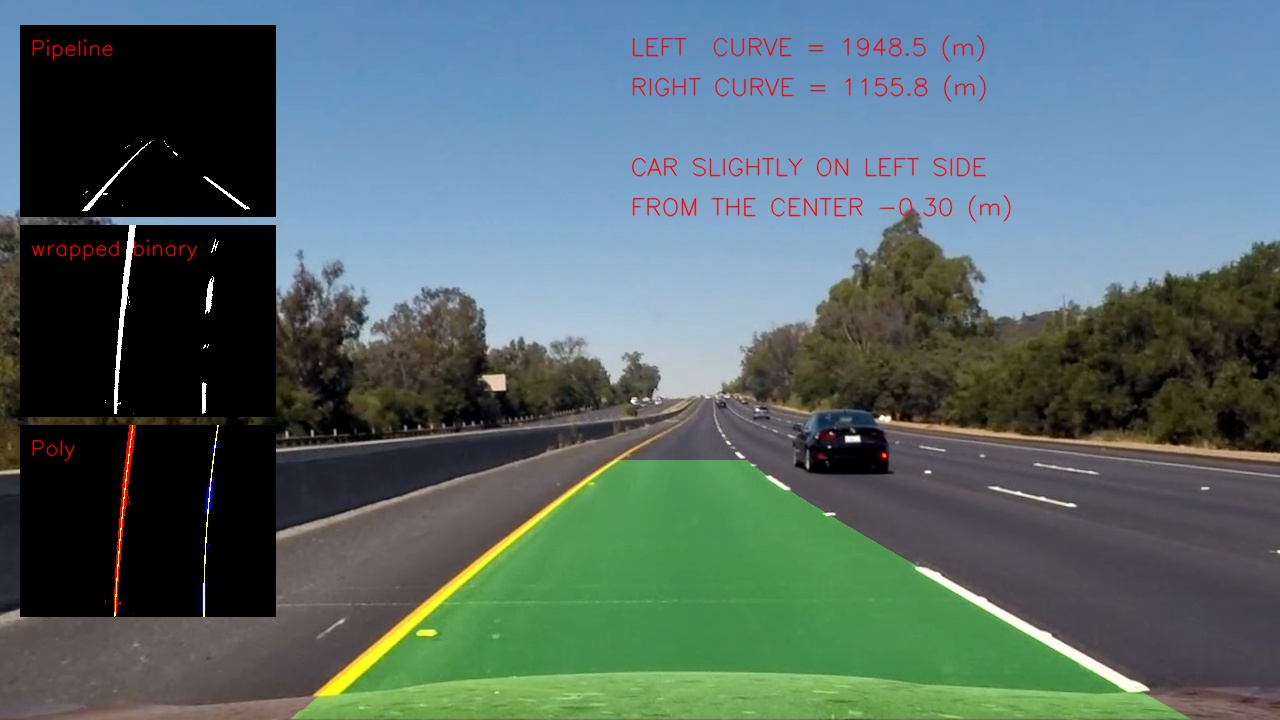 Pipeline
LEFT CURVE = 1948.5 (m)
RIGHT CURVE = 1155.8 (m)
CAR SLIGHTLY ON LEFT SIDE
FROM THE CENTER -0.30 (m)
wrapped binary
Poly